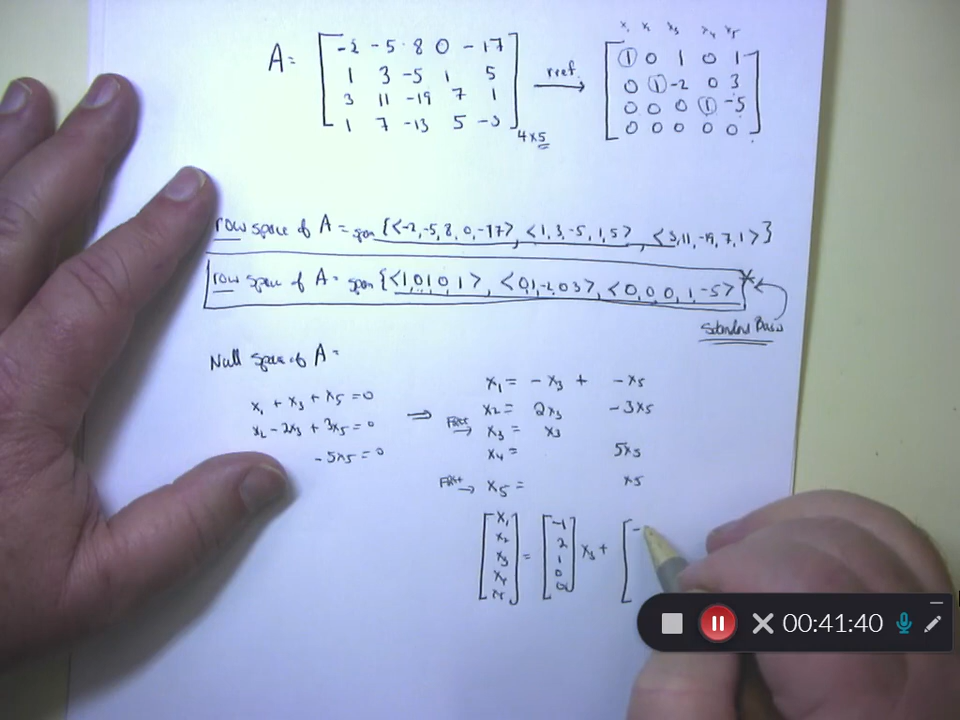 x₁ x₂ x₃ x₄ x₅
A = [ -2 -5 8 0 -17 ] [ 1 0 1 0 1 ]
[ 1 3 -5 1 5 ] rref → [ 0 1 -2 0 3 ]
[ 3 11 -19 7 1 ] [ 0 0 0 1 -5 ]
[ 1 7 -13 5 -3 ] 4x5 [ 0 0 0 0 0 ]
row space of A = span {<-2, -5, 8, 0, -17>, <1, 3, -5, 1, 5>, <3, 11, -19, 7, 1>}
row space of A = span {<1, 0, 1, 0, 1>, <0, 1, -2, 0 3>, <0, 0, 0, 1, -5>} *
Standard Basis
Null space of A =
x₁ + x₃ + x₅ = 0
x₂ - 2x₃ + 3x₅ = 0
- 5x₅ = 0
⇒
x₁ = - x₃ + - x₅
x₂ = 2x₃ - 3x₅
Free → x₃ = x₃
x₄ = 5x₅
Free → x₅ = x₅
[ x₁ ] [ -1 ] [ -
[ x₂ ] [ 2 ]
[ x₃ ] = [ 1 ] x₃ +
[ x₄ ] [ 0 ]
[ x₅ ] [ 0 ]
00:41:40